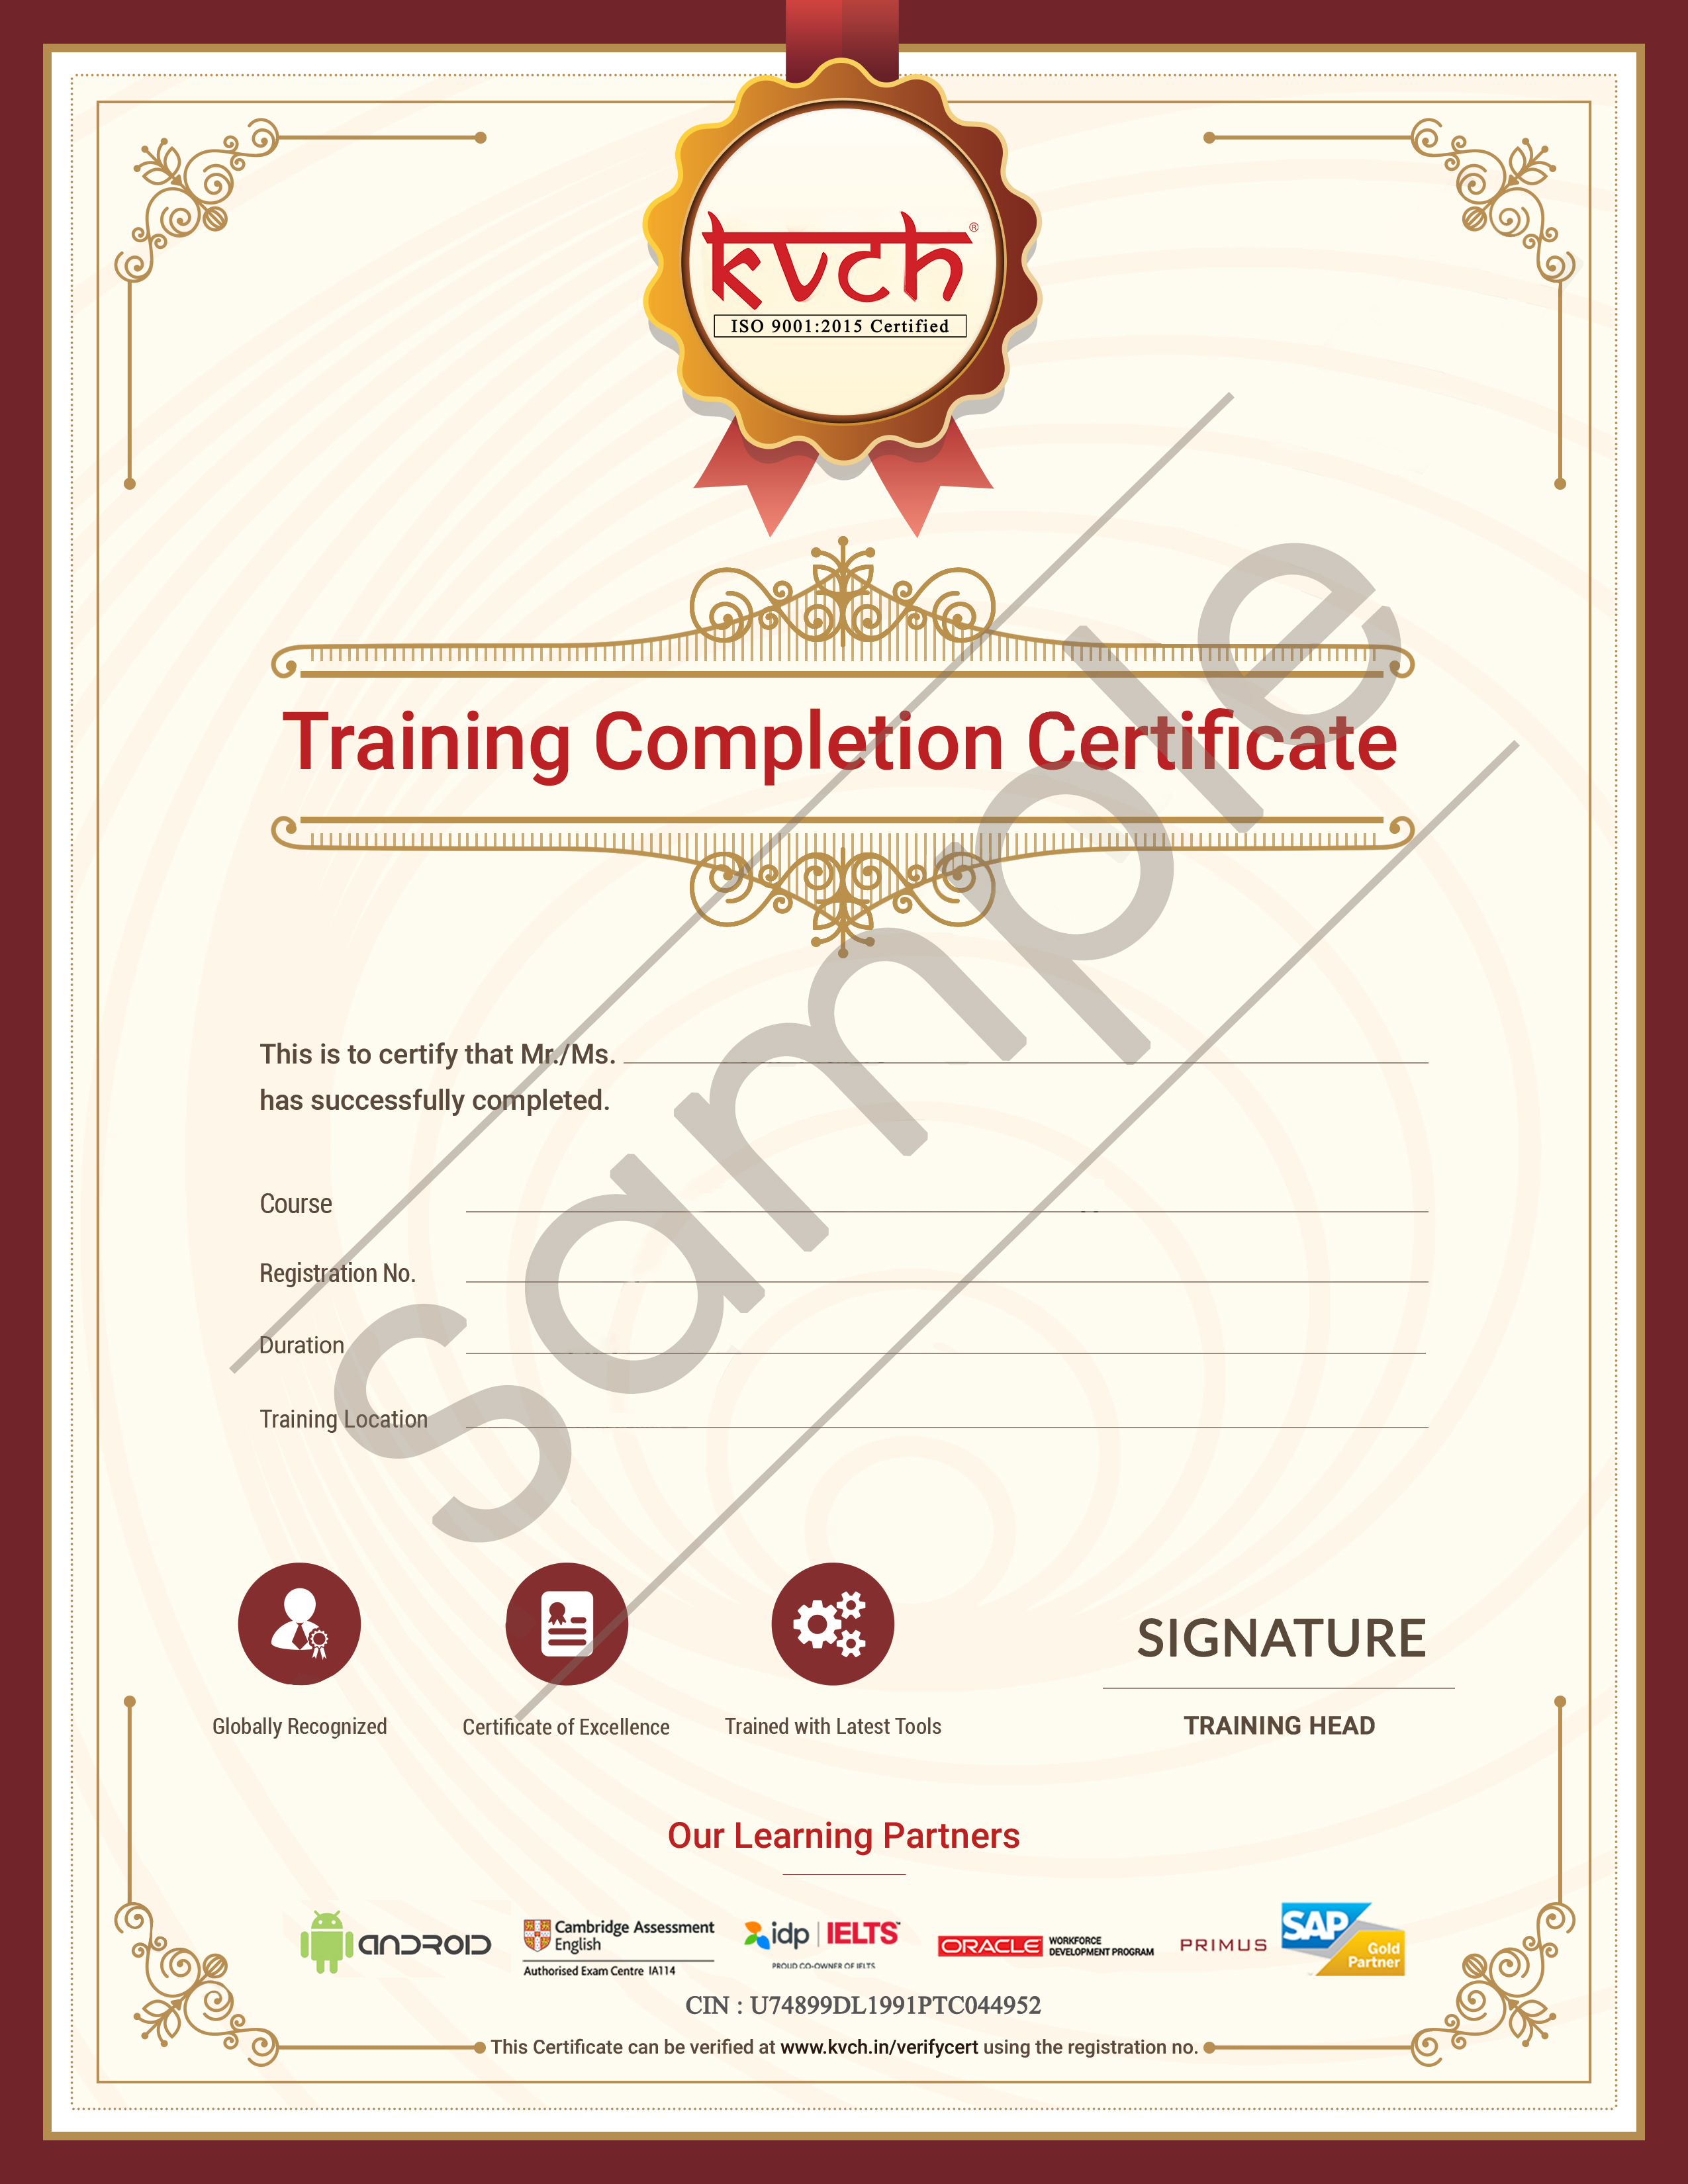 kvch®
ISO 9001:2015 Certified
Training Completion Certificate
sample
This is to certify that Mr./Ms.
has successfully completed.
Course
Registration No.
Duration
Training Location
Globally Recognized
Certificate of Excellence
Trained with Latest Tools
SIGNATURE
TRAINING HEAD
Our Learning Partners
ANDROID
Cambridge Assessment
English
Authorised Exam Centre IA114
idp | IELTS™
PROUD CO-OWNER OF IELTS
ORACLE WORKFORCE
DEVELOPMENT PROGRAM
PRIMUS
SAP
Gold
Partner
CIN : U74899DL1991PTC044952
This Certificate can be verified at www.kvch.in/verifycert using the registration no.